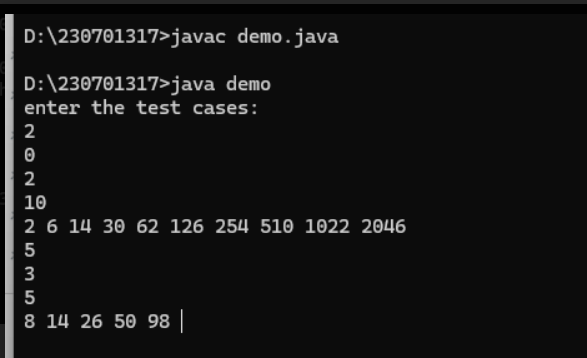 D:\230701317>javac demo.java
D:\230701317>java demo
enter the test cases:
2
0
2
10
2 6 14 30 62 126 254 510 1022 2046
5
3
5
8 14 26 50 98